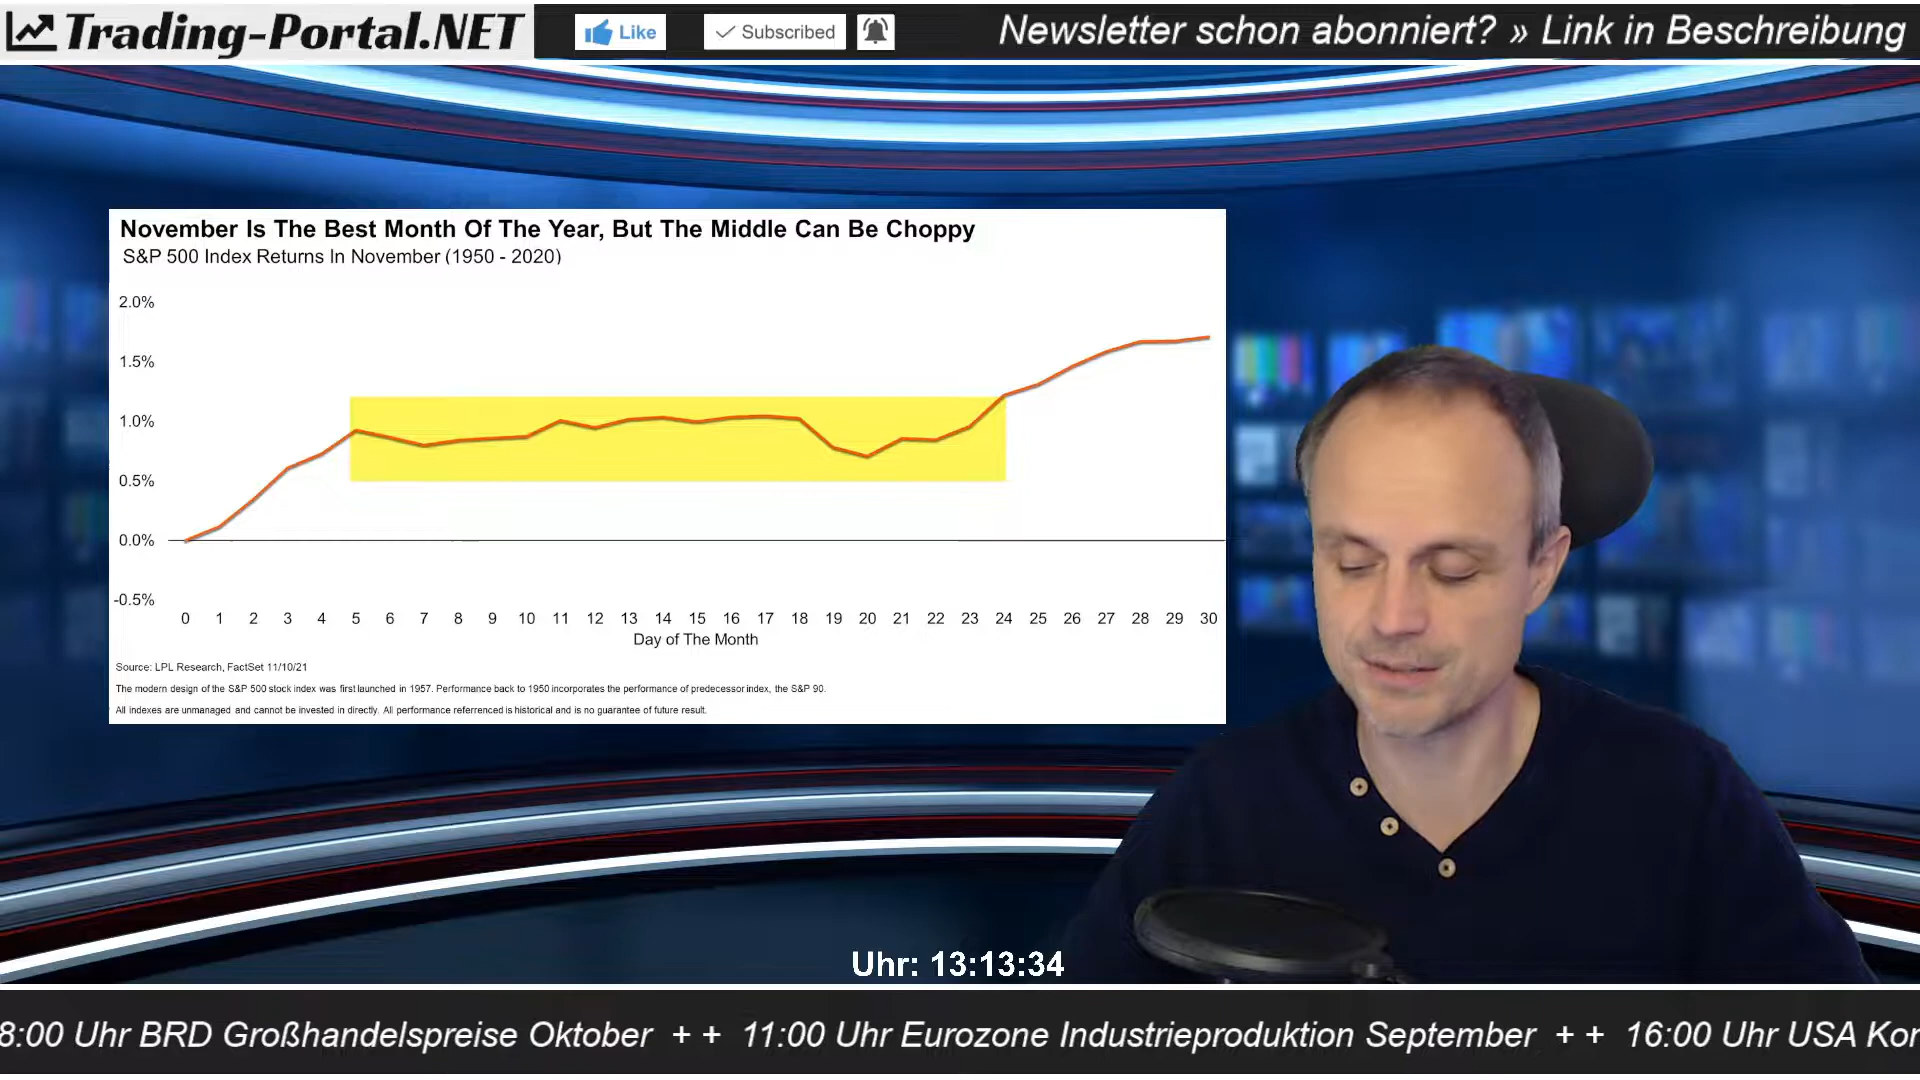 Trading-Portal.NET
Like
Subscribed
Newsletter schon abonniert? » Link in Beschreibung
November Is The Best Month Of The Year, But The Middle Can Be Choppy
S&P 500 Index Returns In November (1950 - 2020)
2.0%
1.5%
1.0%
0.5%
0.0%
-0.5%
0 1 2 3 4 5 6 7 8 9 10 11 12 13 14 15 16 17 18 19 20 21 22 23 24 25 26 27 28 29 30
Day of The Month
Source: LPL Research, FactSet 11/10/21
The modern design of the S&P 500 stock index was first launched in 1957. Performance back to 1950 incorporates the performance of predecessor index, the S&P 90.
All indexes are unmanaged and cannot be invested in directly. All performance referrenced is historical and is no guarantee of future result.
Uhr: 13:13:34
8:00 Uhr BRD Großhandelspreise Oktober ++ 11:00 Uhr Eurozone Industrieproduktion September ++ 16:00 Uhr USA Kon